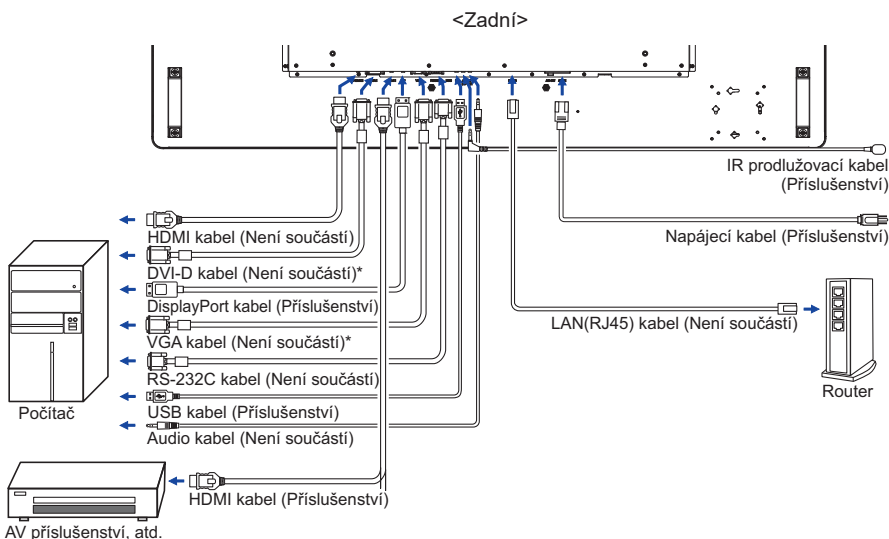 <Zadní>
IR prodlužovací kabel
(Příslušenství)
HDMI kabel (Není součástí)
Napájecí kabel (Příslušenství)
DVI-D kabel (Není součástí)*
DisplayPort kabel (Příslušenství)
LAN(RJ45) kabel (Není součástí)
VGA kabel (Není součástí)*
RS-232C kabel (Není součástí)
Router
Počítač
USB kabel (Příslušenství)
Audio kabel (Není součástí)
HDMI kabel (Příslušenství)
AV příslušenství, atd.